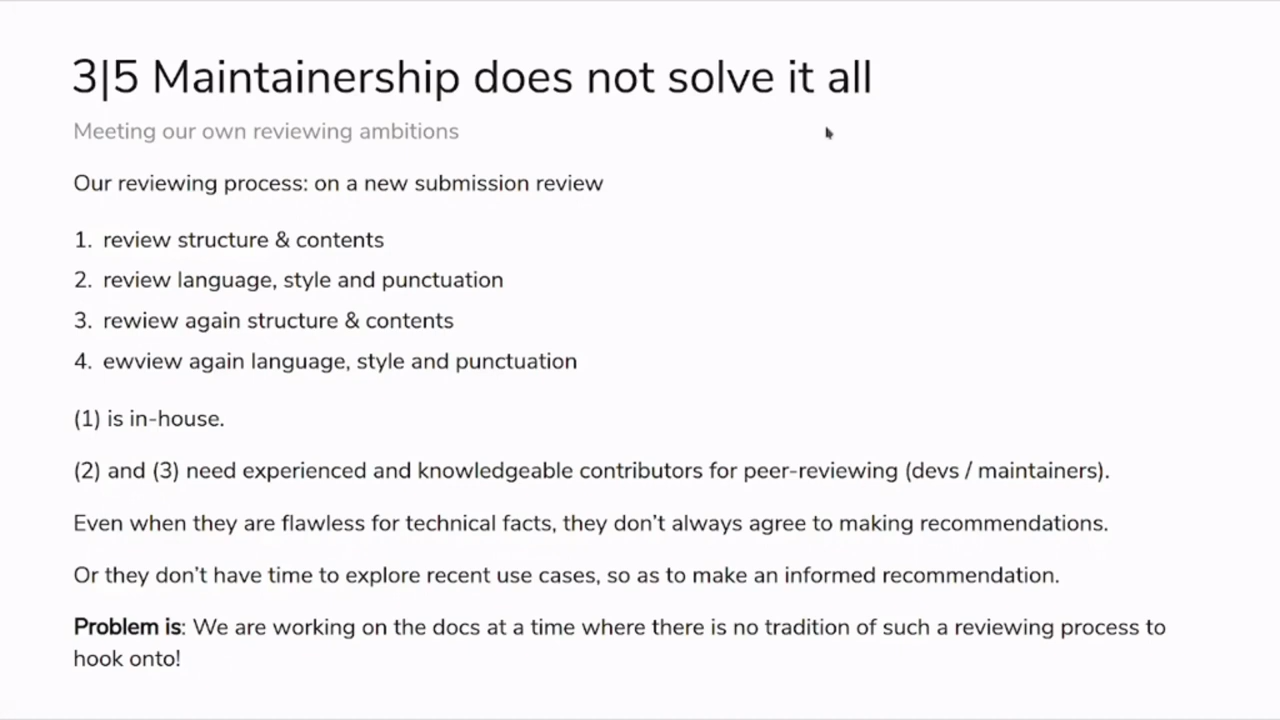 3|5 Maintainership does not solve it all
Meeting our own reviewing ambitions
Our reviewing process: on a new submission review
1. review structure & contents
2. review language, style and punctuation
3. rewiew again structure & contents
4. ewview again language, style and punctuation
(1) is in-house.
(2) and (3) need experienced and knowledgeable contributors for peer-reviewing (devs / maintainers).
Even when they are flawless for technical facts, they don’t always agree to making recommendations.
Or they don’t have time to explore recent use cases, so as to make an informed recommendation.
Problem is: We are working on the docs at a time where there is no tradition of such a reviewing process to
hook onto!